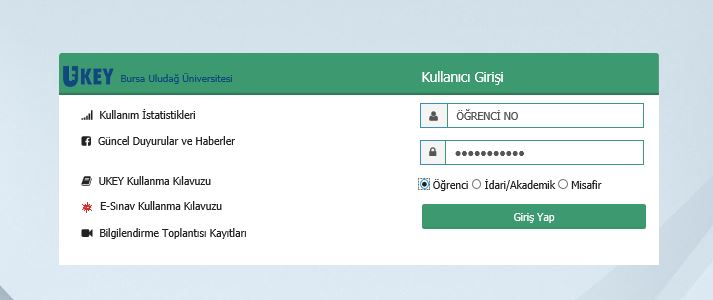 UKEY Bursa Uludağ Üniversitesi
Kullanıcı Girişi
Kullanım İstatistikleri
Güncel Duyurular ve Haberler
UKEY Kullanma Kılavuzu
E-Sınav Kullanma Kılavuzu
Bilgilendirme Toplantısı Kayıtları
ÖĞRENCİ NO
●●●●●●●●●●●
Öğrenci İdari/Akademik Misafir
Giriş Yap